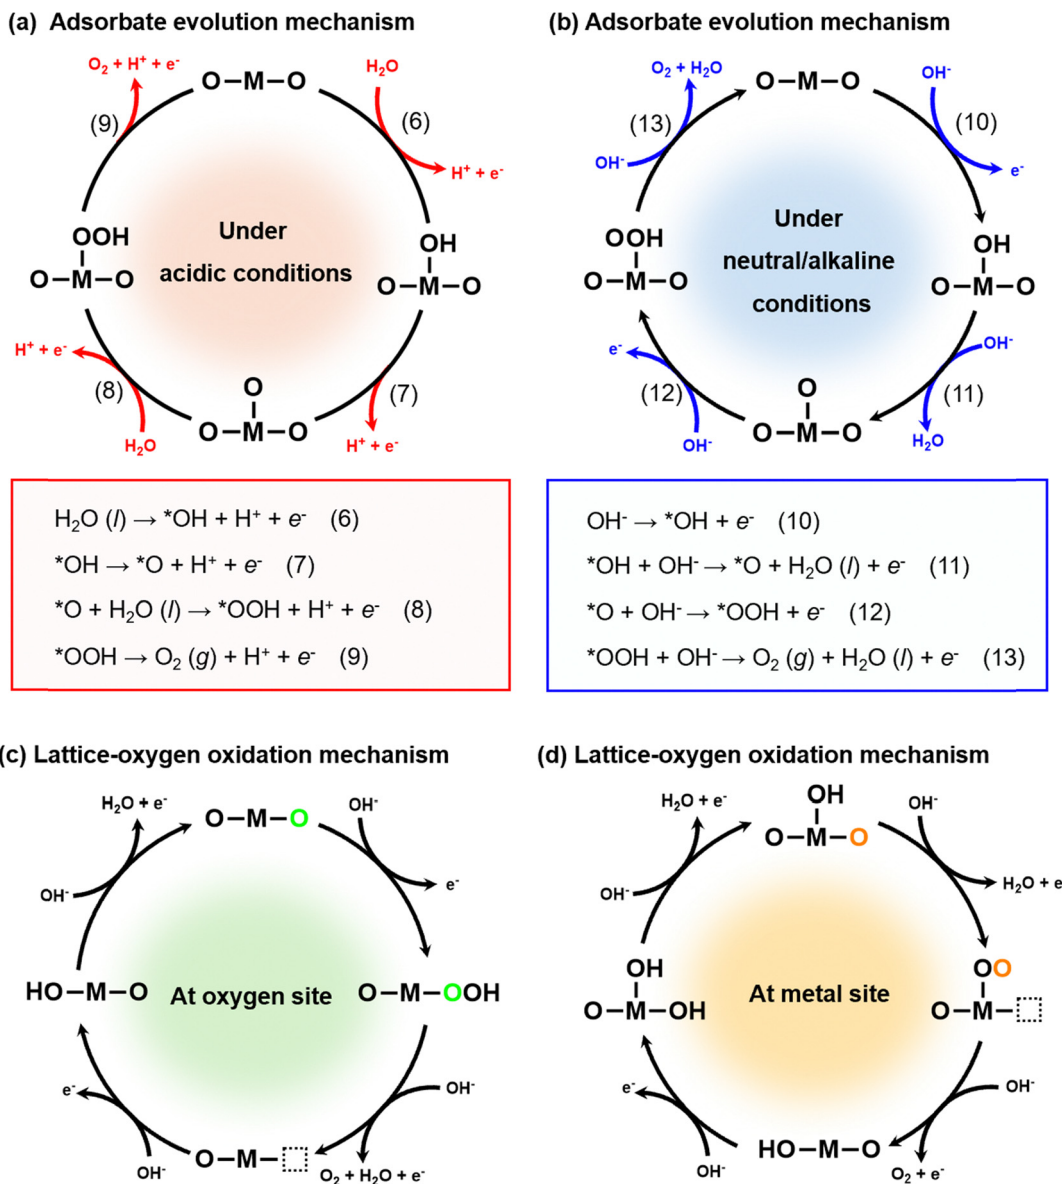 (a) Adsorbate evolution mechanism
O₂ + H⁺ + e⁻
O–M–O
H₂O
(9)
(6)
H⁺ + e⁻
OOH
O–M–O
Under
acidic conditions
OH
O–M–O
H⁺ + e⁻
(8)
H₂O
O
O–M–O
(7)
H⁺ + e⁻
H₂O (l) → *OH + H⁺ + e⁻ (6)
*OH → *O + H⁺ + e⁻ (7)
*O + H₂O (l) → *OOH + H⁺ + e⁻ (8)
*OOH → O₂ (g) + H⁺ + e⁻ (9)
(b) Adsorbate evolution mechanism
O₂ + H₂O
O–M–O
OH⁻
(13)
(10)
OH⁻
e⁻
OOH
O–M–O
Under
neutral/alkaline
conditions
OH
O–M–O
e⁻
(12)
OH⁻
O
O–M–O
OH⁻
(11)
H₂O
OH⁻ → *OH + e⁻ (10)
*OH + OH⁻ → *O + H₂O (l) + e⁻ (11)
*O + OH⁻ → *OOH + e⁻ (12)
*OOH + OH⁻ → O₂ (g) + H₂O (l) + e⁻ (13)
(c) Lattice-oxygen oxidation mechanism
H₂O + e⁻
O–M–O
OH⁻
OH⁻
e⁻
HO–M–O
At oxygen site
O–M–OOH
e⁻
OH⁻
O–M–
OH⁻
O₂ + H₂O + e⁻
(d) Lattice-oxygen oxidation mechanism
H₂O + e⁻
OH
O–M–O
OH⁻
OH⁻
H₂O + e
OH
O–M–OH
At metal site
OO
O–M–
e⁻
OH⁻
HO–M–O
OH⁻
O₂ + e⁻